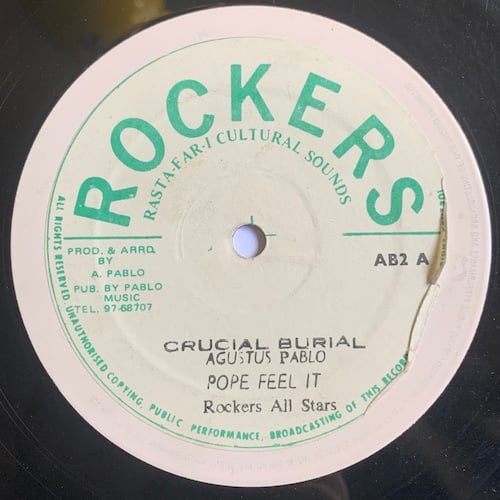 ROCKERS
RASTA-FAR-I CULTURAL SOUNDS
PROD. & ARRD.
BY
A. PABLO
PUB. BY PABLO
MUSIC
TEL. 97-68707
AB2 A
CRUCIAL BURIAL
AGUSTUS PABLO
POPE FEEL IT
Rockers All Stars
ALL RIGHTS RESERVED. UNAUTHORISED COPYING, PUBLIC PERFORMANCE, BROADCASTING OF THIS RECORD